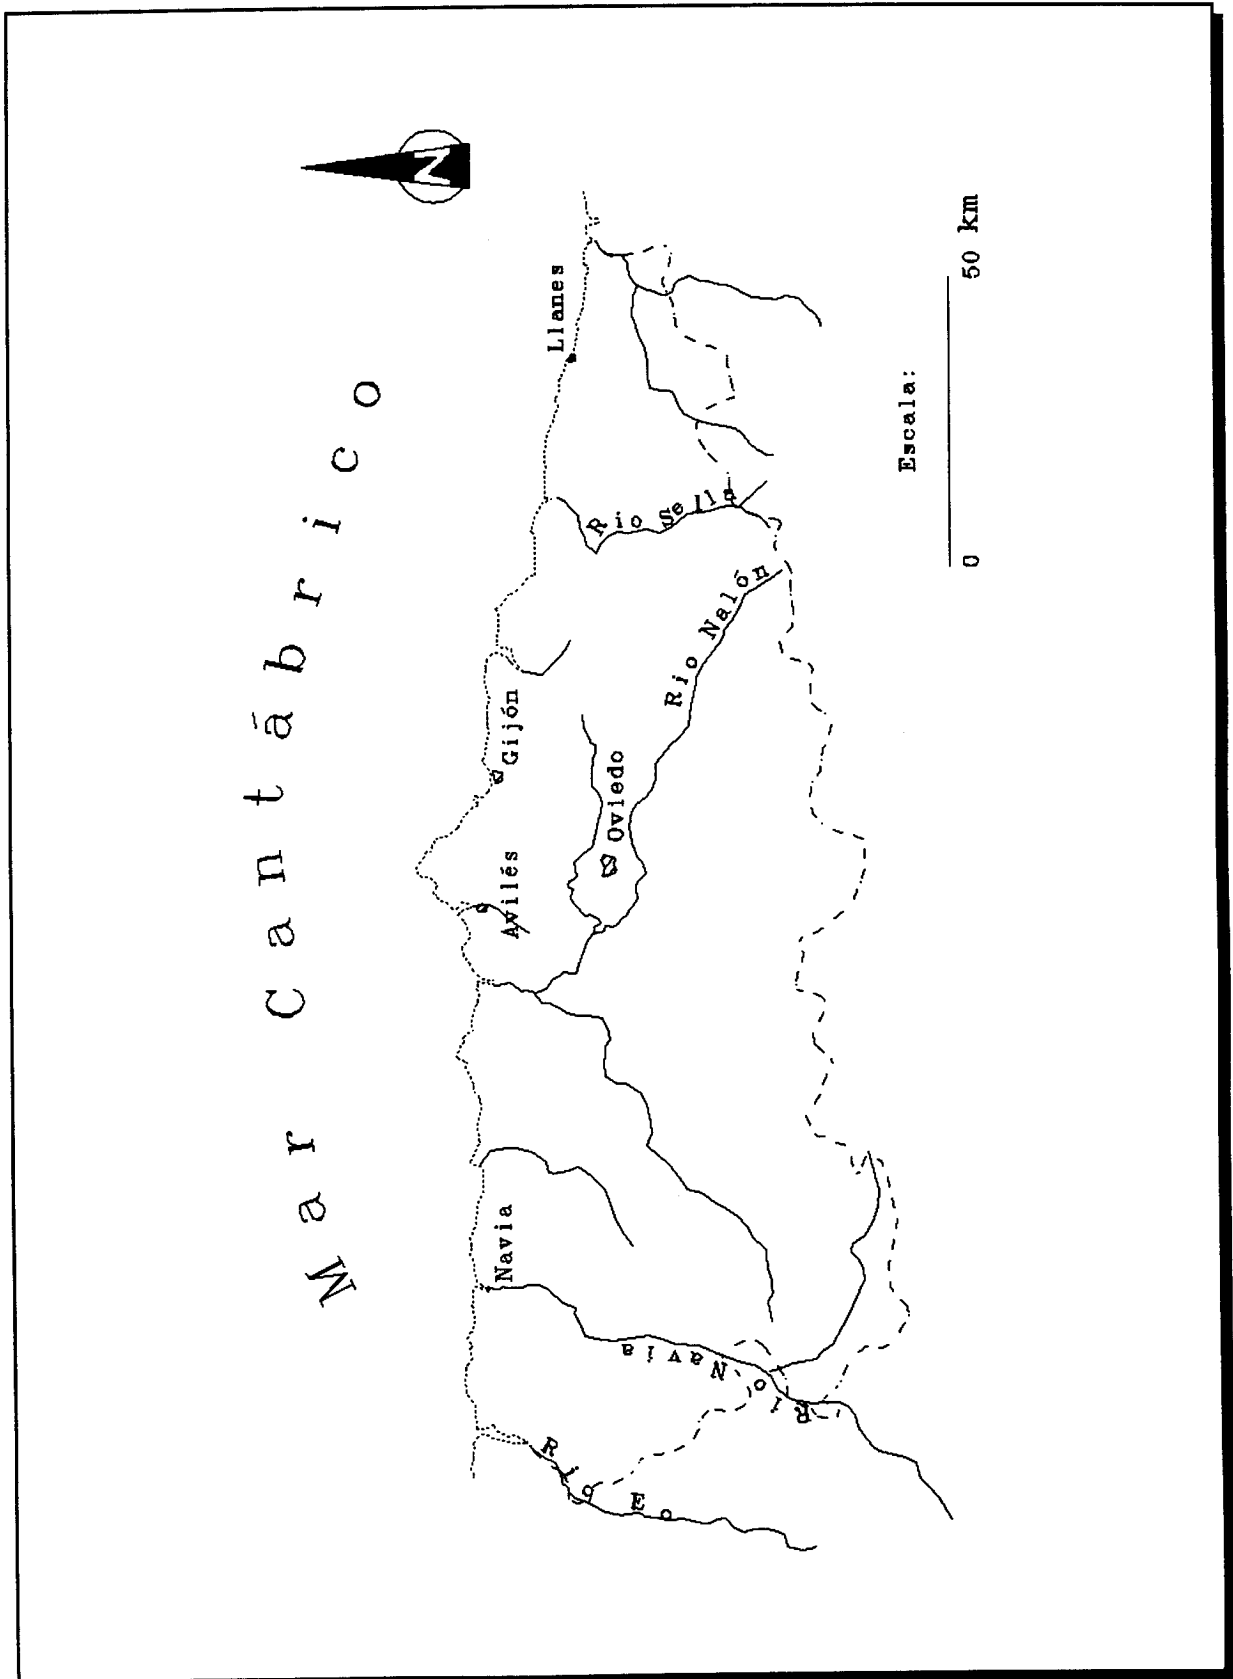 Mar Cantábrico
N
Llanes
Gijón
Avilés
Oviedo
Navia
Río Sella
Río Nalón
Río Navia
Río Eo
Escala:
0 50 km